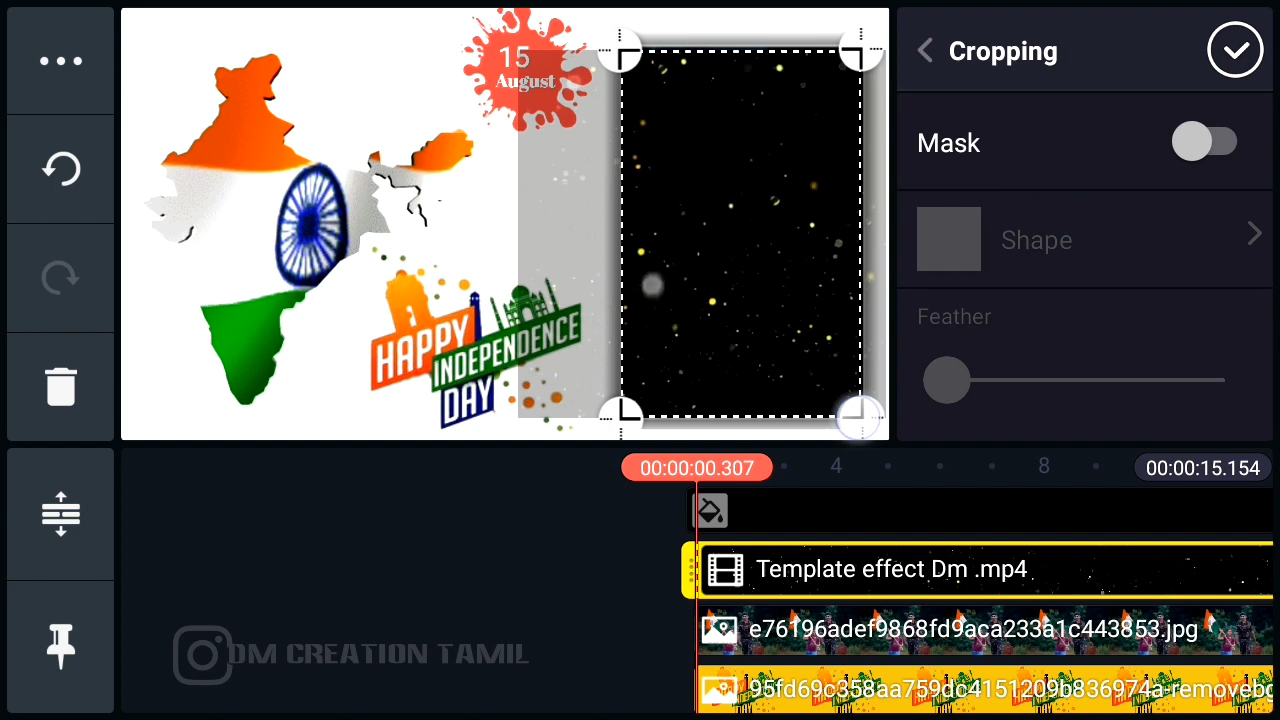 15
August
HAPPY
INDEPENDENCE
DAY
Cropping
Mask
Shape
Feather
00:00:00.307
4
8
00:00:15.154
Template effect Dm .mp4
e76196adef9868fd9aca233a1c443853.jpg
95fd69c358aa759dc4151209b836974a-removebg
DM CREATION TAMIL